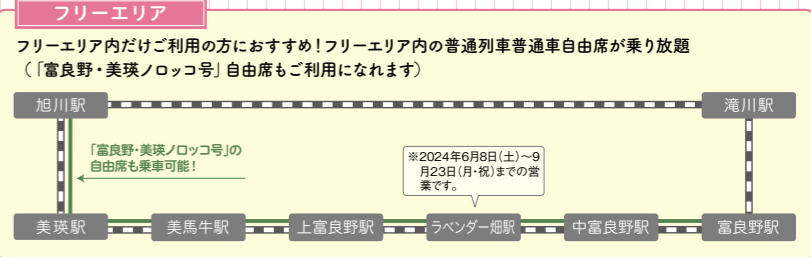 フリーエリア
フリーエリア内だけご利用の方におすすめ！フリーエリア内の普通列車普通車自由席が乗り放題
（「富良野・美瑛ノロッコ号」自由席もご利用になれます）
旭川駅
滝川駅
「富良野・美瑛ノロッコ号」の
自由席も乗車可能！
※2024年6月8日（土）～9
月23日（月・祝）までの営
業です。
美瑛駅
美馬牛駅
上富良野駅
ラベンダー畑駅
中富良野駅
富良野駅